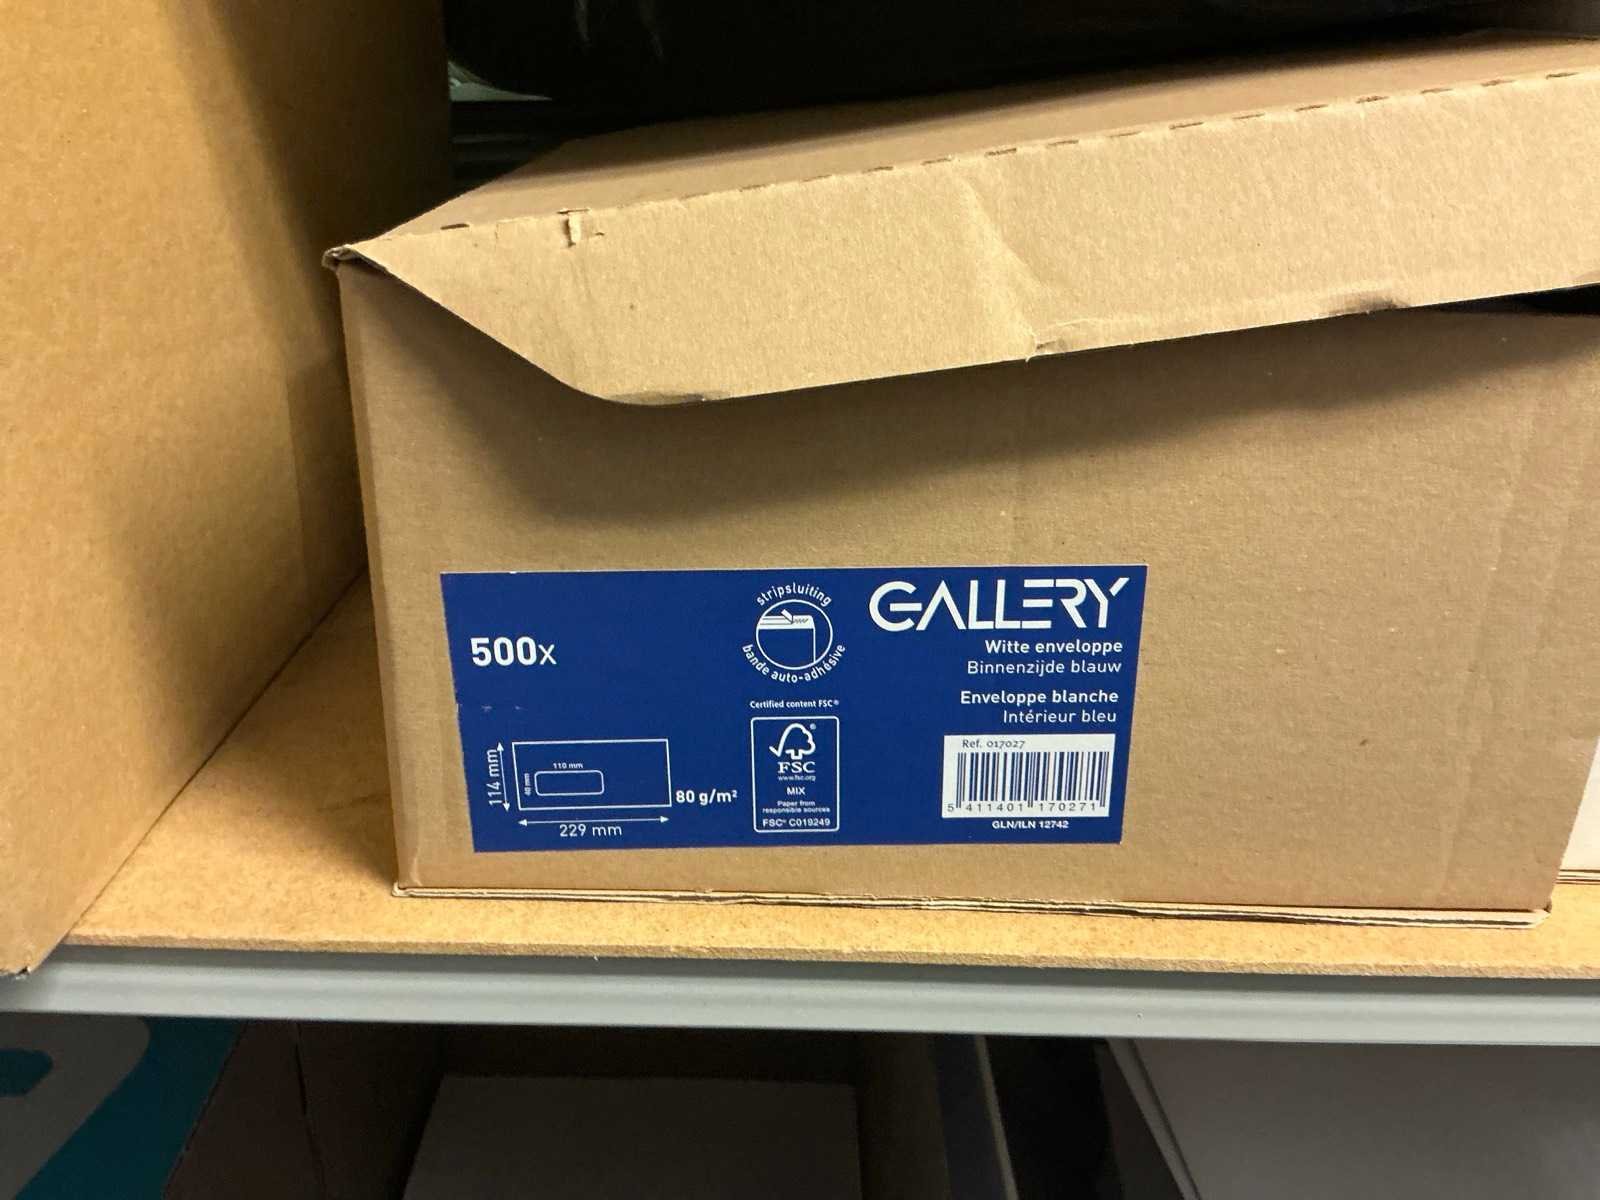 500x
stripsluiting
bande auto-adhésive
GALLERY
Witte enveloppe
Binnenzijde blauw
Enveloppe blanche
Intérieur bleu
Certified content FSC®
FSC®
www.fsc.org
MIX
Paper from
responsible sources
FSC® C019249
114 mm
110 mm
40 mm
229 mm
80 g/m²
Ref. 017027
5 411401 170271
GLN/ILN 12742